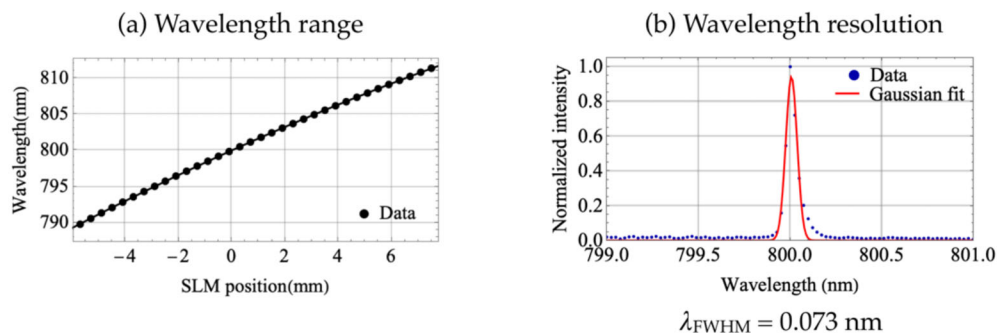 (a) Wavelength range
810
805
800
795
790
Wavelength(nm)
−4 −2 0 2 4 6
SLM position(mm)
Data
(b) Wavelength resolution
1.0
0.8
0.6
0.4
0.2
0.0
Normalized intensity
Data
Gaussian fit
799.0 799.5 800.0 800.5 801.0
Wavelength (nm)
λFWHM = 0.073 nm